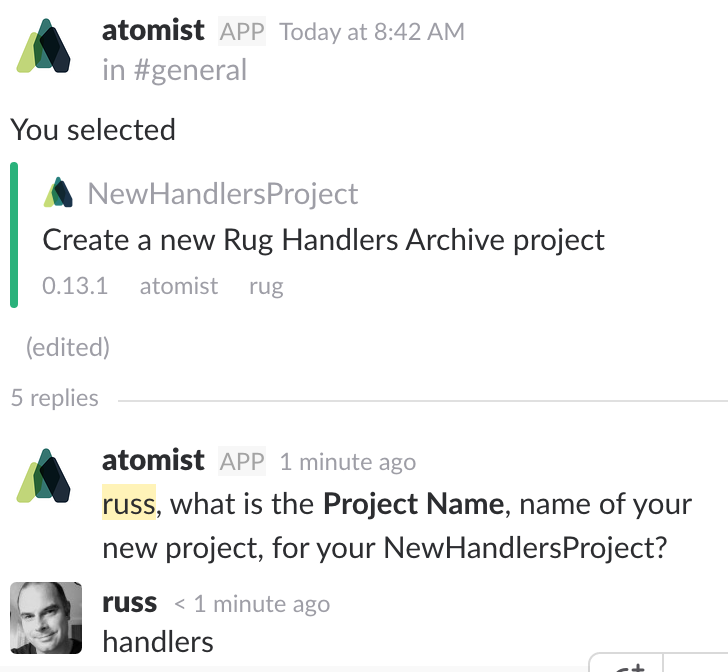 atomist APP Today at 8:42 AM
in #general
You selected
NewHandlersProject
Create a new Rug Handlers Archive project
0.13.1 atomist rug
(edited)
5 replies
atomist APP 1 minute ago
russ, what is the Project Name, name of your
new project, for your NewHandlersProject?
russ < 1 minute ago
handlers